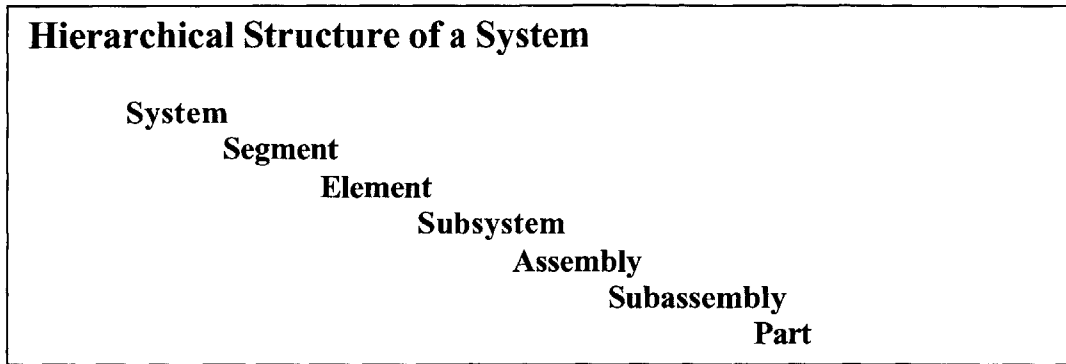 Hierarchical Structure of a System
System
Segment
Element
Subsystem
Assembly
Subassembly
Part